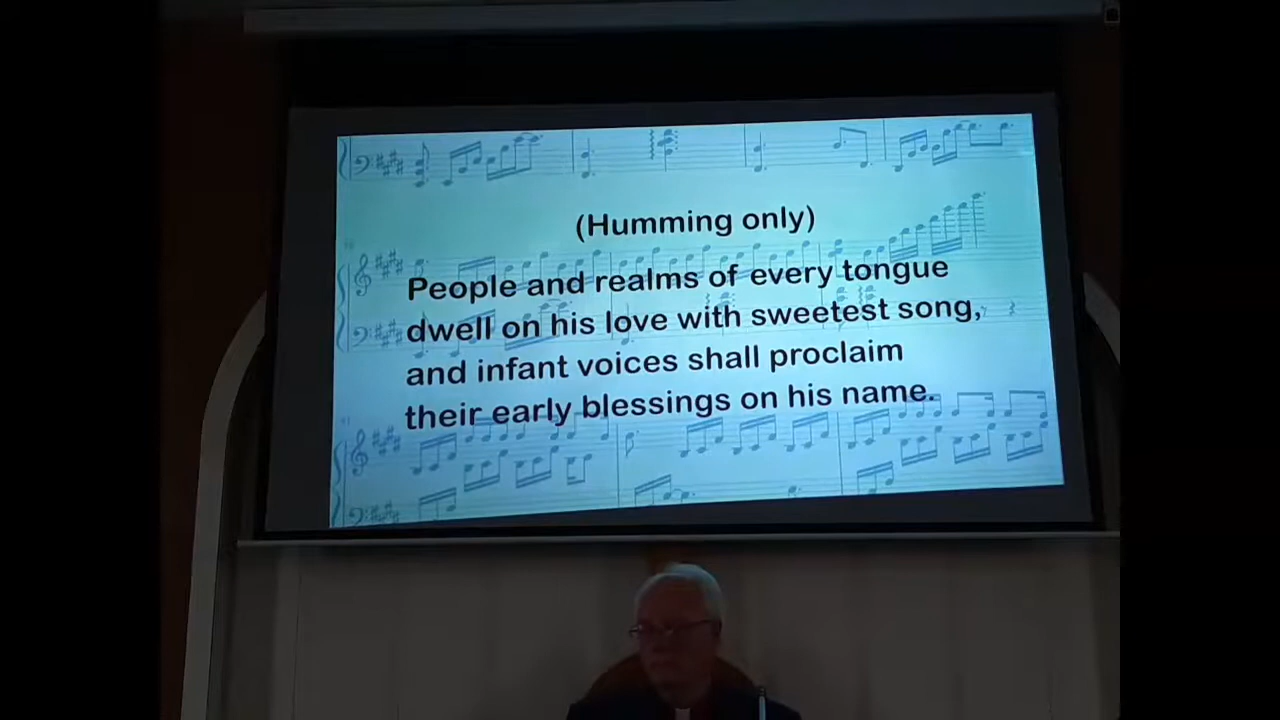 (Humming only)
People and realms of every tongue
dwell on his love with sweetest song,
and infant voices shall proclaim
their early blessings on his name.